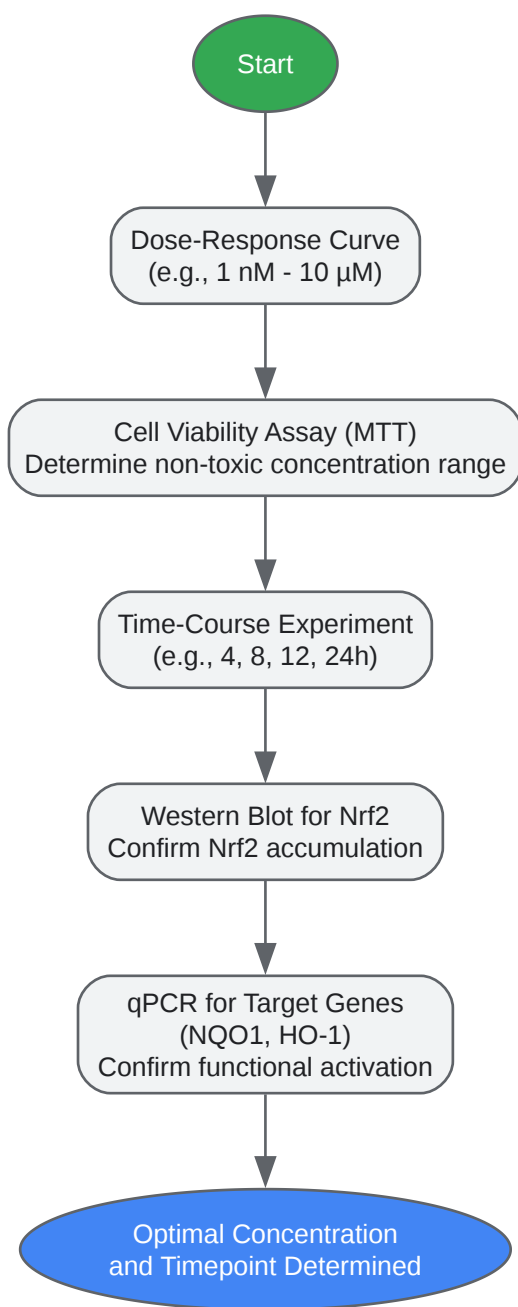 Start
Dose-Response Curve
(e.g., 1 nM - 10 µM)
Cell Viability Assay (MTT)
Determine non-toxic concentration range
Time-Course Experiment
(e.g., 4, 8, 12, 24h)
Western Blot for Nrf2
Confirm Nrf2 accumulation
qPCR for Target Genes
(NQO1, HO-1)
Confirm functional activation
Optimal Concentration
and Timepoint Determined